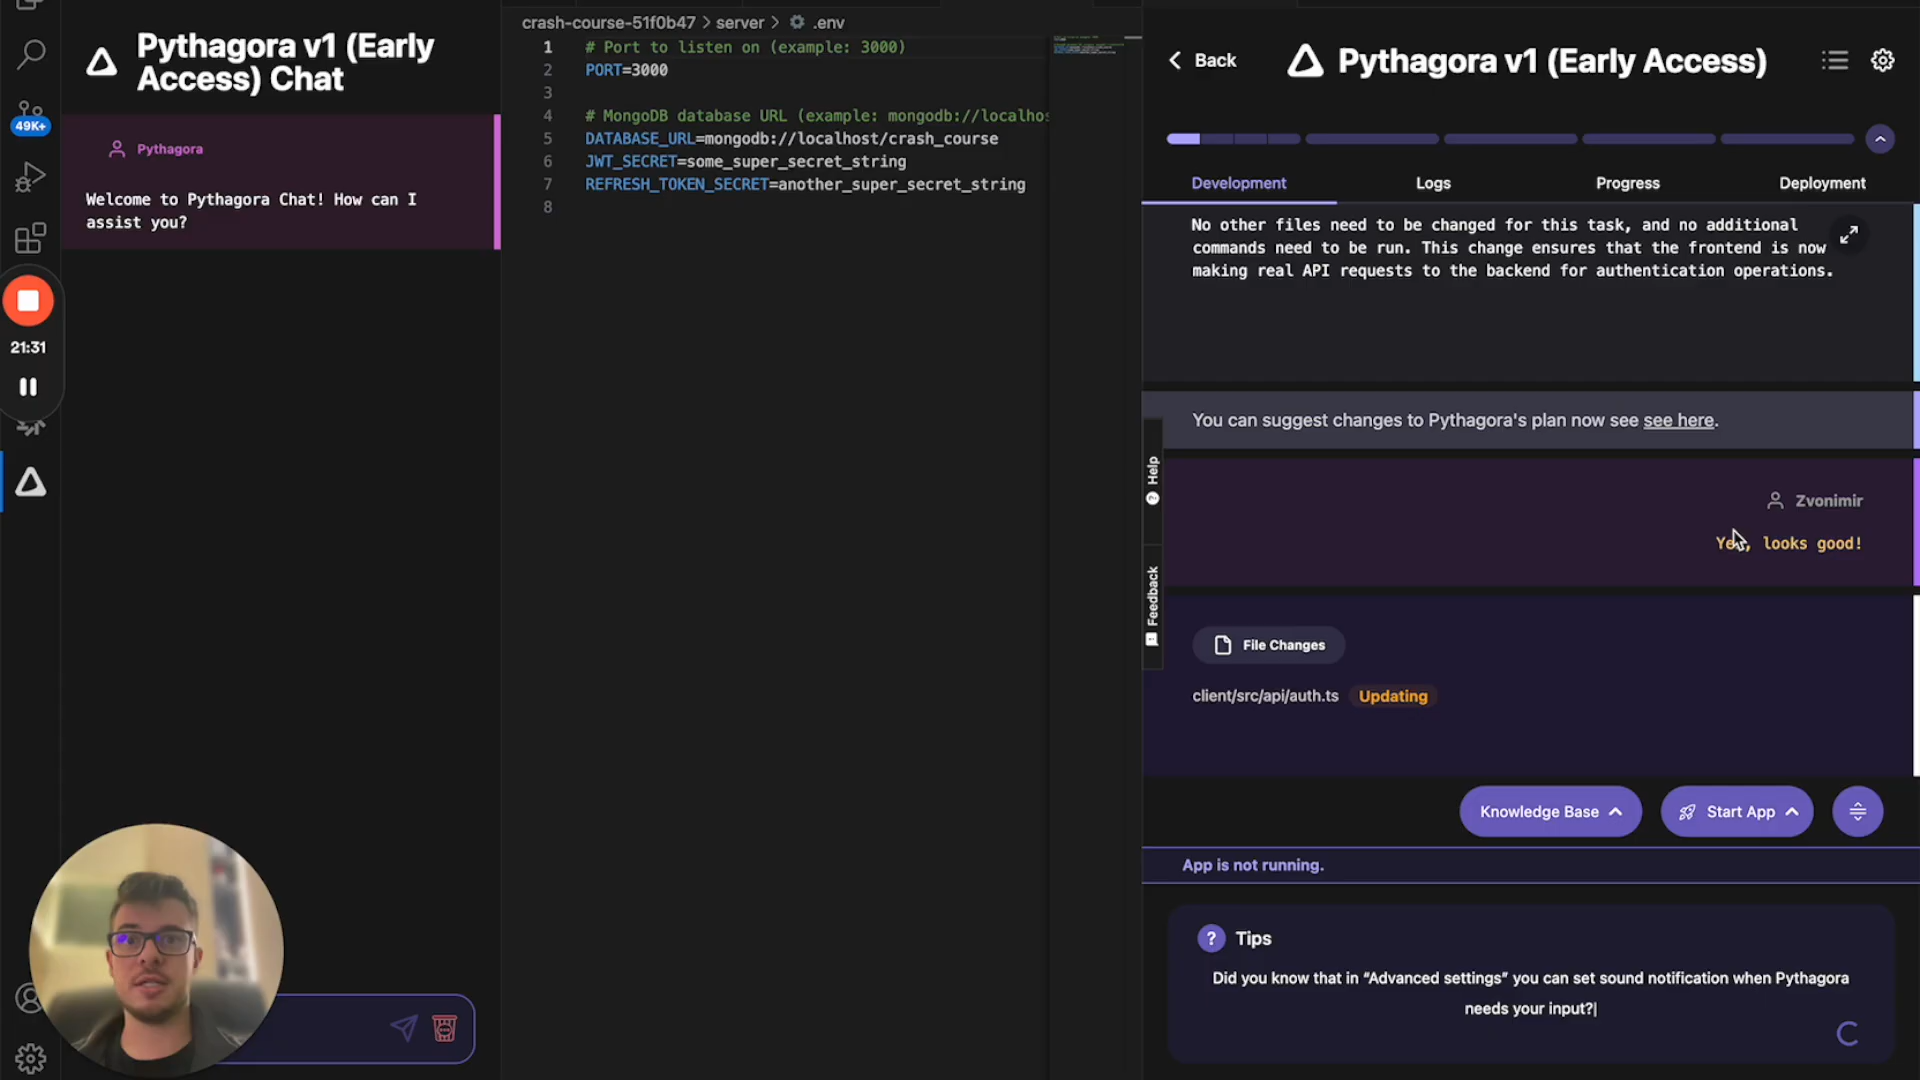 Pythagora v1 (Early
Access) Chat
Pythagora
Welcome to Pythagora Chat! How can I
assist you?
49K+
21:31
crash-course-51f0b47 > server > .env
1 # Port to listen on (example: 3000)
2 PORT=3000
3
4 # MongoDB database URL (example: mongodb://localhos
5 DATABASE_URL=mongodb://localhost/crash_course
6 JWT_SECRET=some_super_secret_string
7 REFRESH_TOKEN_SECRET=another_super_secret_string
8
Back
Pythagora v1 (Early Access)
Development Logs Progress Deployment
No other files need to be changed for this task, and no additional
commands need to be run. This change ensures that the frontend is now
making real API requests to the backend for authentication operations.
You can suggest changes to Pythagora's plan now see see here.
Help
Feedback
Zvonimir
Yes, looks good!
File Changes
client/src/api/auth.ts Updating
Knowledge Base
Start App
App is not running.
? Tips
Did you know that in “Advanced settings” you can set sound notification when Pythagora
needs your input?